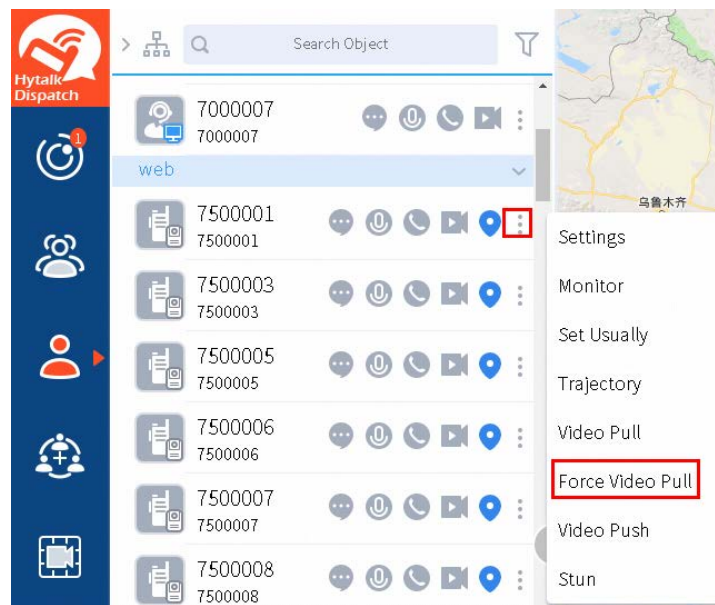 Hytalk
Dispatch
1
Search Object
7000007
7000007
web
7500001
7500001
7500003
7500003
7500005
7500005
7500006
7500006
7500007
7500007
7500008
7500008
乌鲁木齐
Settings
Monitor
Set Usually
Trajectory
Video Pull
Force Video Pull
Video Push
Stun